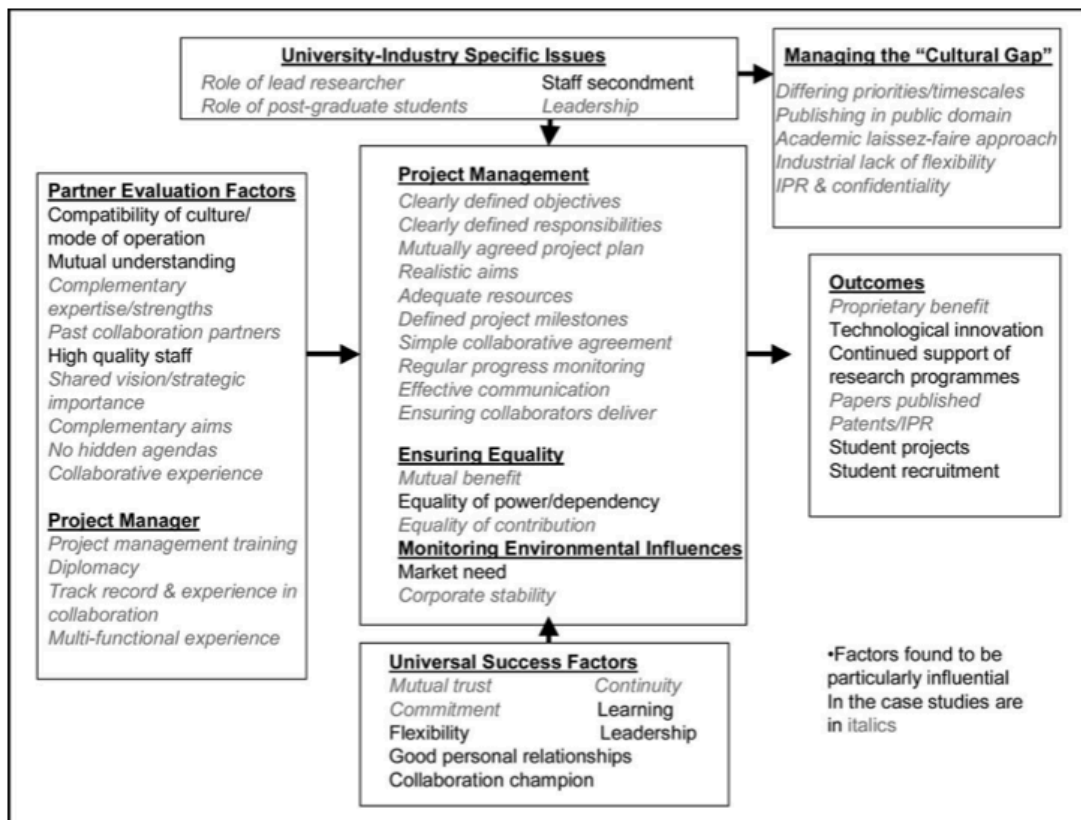 University-Industry Specific Issues
Role of lead researcher Staff secondment
Role of post-graduate students Leadership
Managing the “Cultural Gap”
Differing priorities/timescales
Publishing in public domain
Academic laissez-faire approach
Industrial lack of flexibility
IPR & confidentiality
Partner Evaluation Factors
Compatibility of culture/
mode of operation
Mutual understanding
Complementary
expertise/strengths
Past collaboration partners
High quality staff
Shared vision/strategic
importance
Complementary aims
No hidden agendas
Collaborative experience
Project Manager
Project management training
Diplomacy
Track record & experience in
collaboration
Multi-functional experience
Project Management
Clearly defined objectives
Clearly defined responsibilities
Mutually agreed project plan
Realistic aims
Adequate resources
Defined project milestones
Simple collaborative agreement
Regular progress monitoring
Effective communication
Ensuring collaborators deliver
Ensuring Equality
Mutual benefit
Equality of power/dependency
Equality of contribution
Monitoring Environmental Influences
Market need
Corporate stability
Outcomes
Proprietary benefit
Technological innovation
Continued support of
research programmes
Papers published
Patents/IPR
Student projects
Student recruitment
Universal Success Factors
Mutual trust Continuity
Commitment Learning
Flexibility Leadership
Good personal relationships
Collaboration champion
•Factors found to be
particularly influential
In the case studies are
in italics